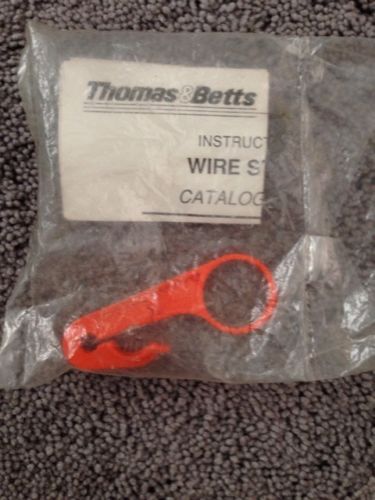 Thomas&Betts
INSTRUCT
WIRE S
CATALOG